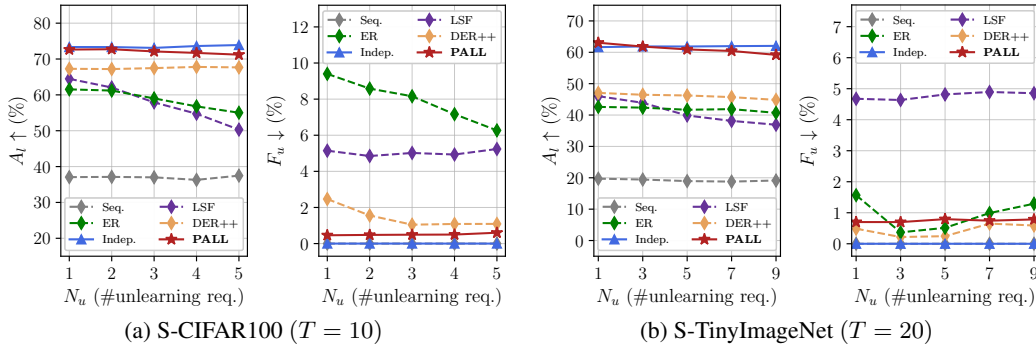 A_l ↑ (%)
80
70
60
50
40
30
20
Seq.
ER
Indep.
LSF
DER++
PALL
1 2 3 4 5
N_u (#unlearning req.)
F_u ↓ (%)
12
10
8
6
4
2
0
Seq.
ER
Indep.
LSF
DER++
PALL
1 2 3 4 5
N_u (#unlearning req.)
(a) S-CIFAR100 (T = 10)
A_l ↑ (%)
70
60
50
40
30
20
10
0
Seq.
ER
Indep.
LSF
DER++
PALL
1 3 5 7 9
N_u (#unlearning req.)
F_u ↓ (%)
7
6
5
4
3
2
1
0
Seq.
ER
Indep.
LSF
DER++
PALL
1 3 5 7 9
N_u (#unlearning req.)
(b) S-TinyImageNet (T = 20)